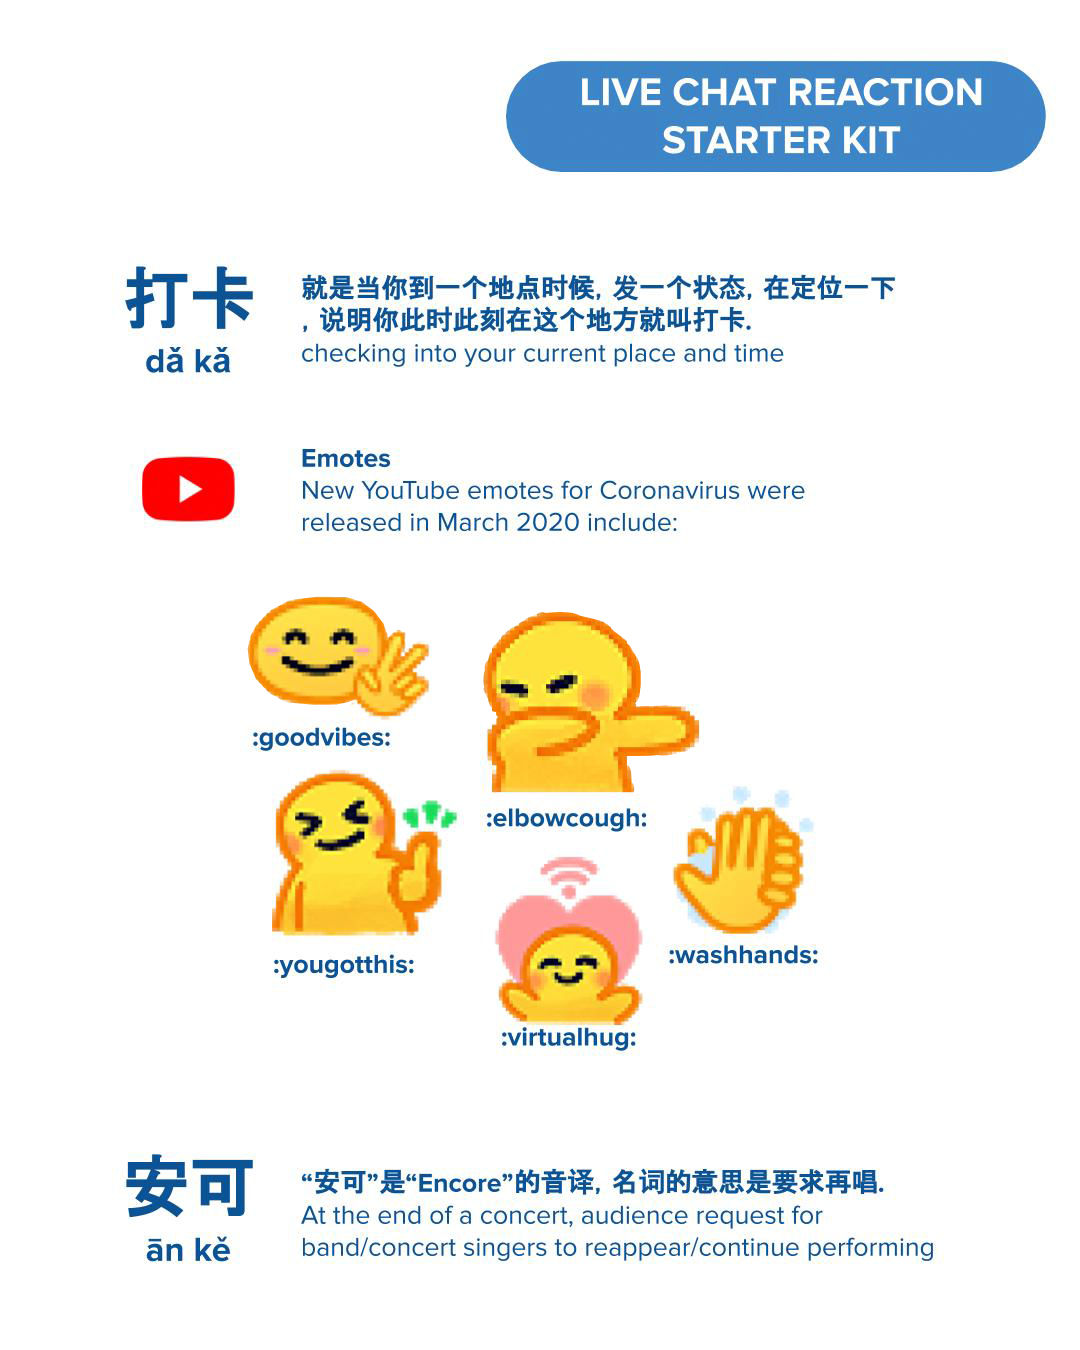 LIVE CHAT REACTION
STARTER KIT
打卡
dǎ kǎ
就是当你到一个地点时候, 发一个状态, 在定位一下
, 说明你此时此刻在这个地方就叫打卡.
checking into your current place and time
Emotes
New YouTube emotes for Coronavirus were
released in March 2020 include:
:goodvibes:
:elbowcough:
:yougotthis:
:washhands:
:virtualhug:
安可
ān kě
“安可”是“Encore”的音译, 名词的意思是要求再唱.
At the end of a concert, audience request for
band/concert singers to reappear/continue performing